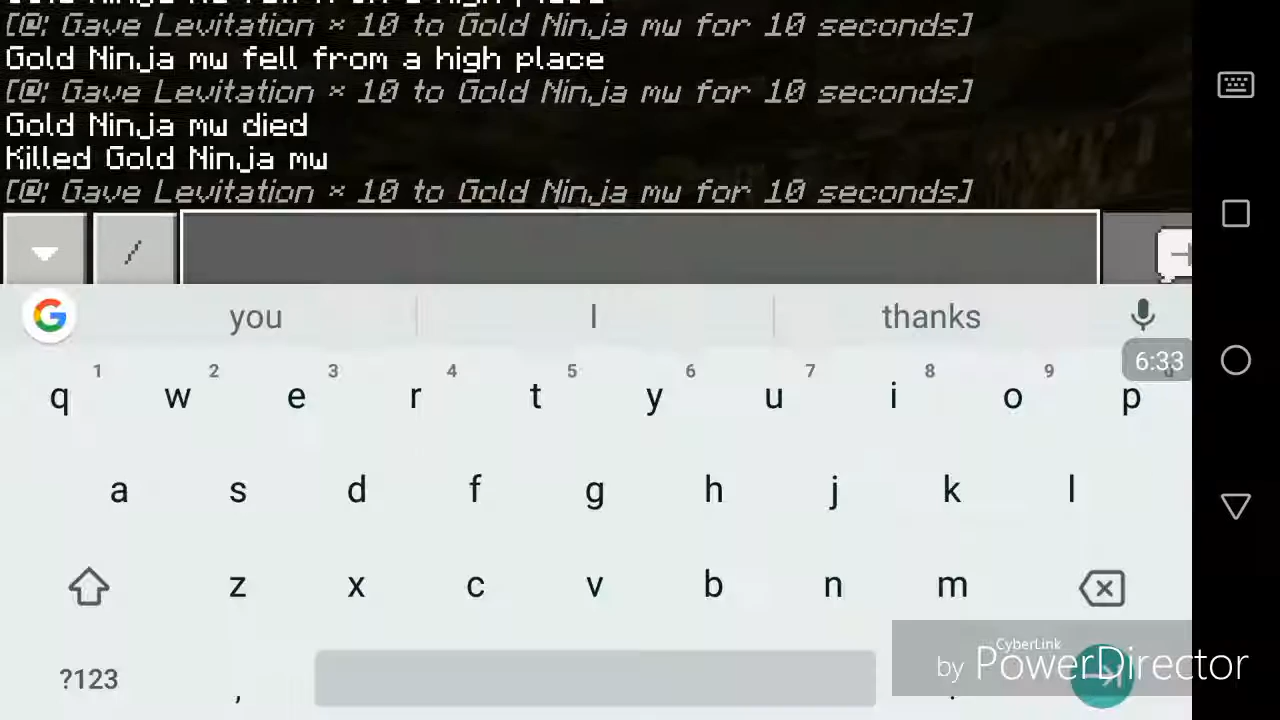 [@: Gave Levitation × 10 to Gold Ninja mw for 10 seconds]
Gold Ninja mw fell from a high place
[@: Gave Levitation × 10 to Gold Ninja mw for 10 seconds]
Gold Ninja mw died
Killed Gold Ninja mw
[@: Gave Levitation × 10 to Gold Ninja mw for 10 seconds]
/
you I thanks
6:33
1 2 3 4 5 6 7 8 9
q w e r t y u i o p
a s d f g h j k l
z x c v b n m
?123 , .
CyberLink
by PowerDirector